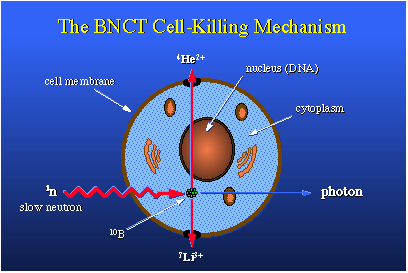 The BNCT Cell-Killing Mechanism
⁴He²⁺
nucleus (DNA)
cell membrane
cytoplasm
¹n
photon
slow neutron
¹⁰B
⁷Li³⁺